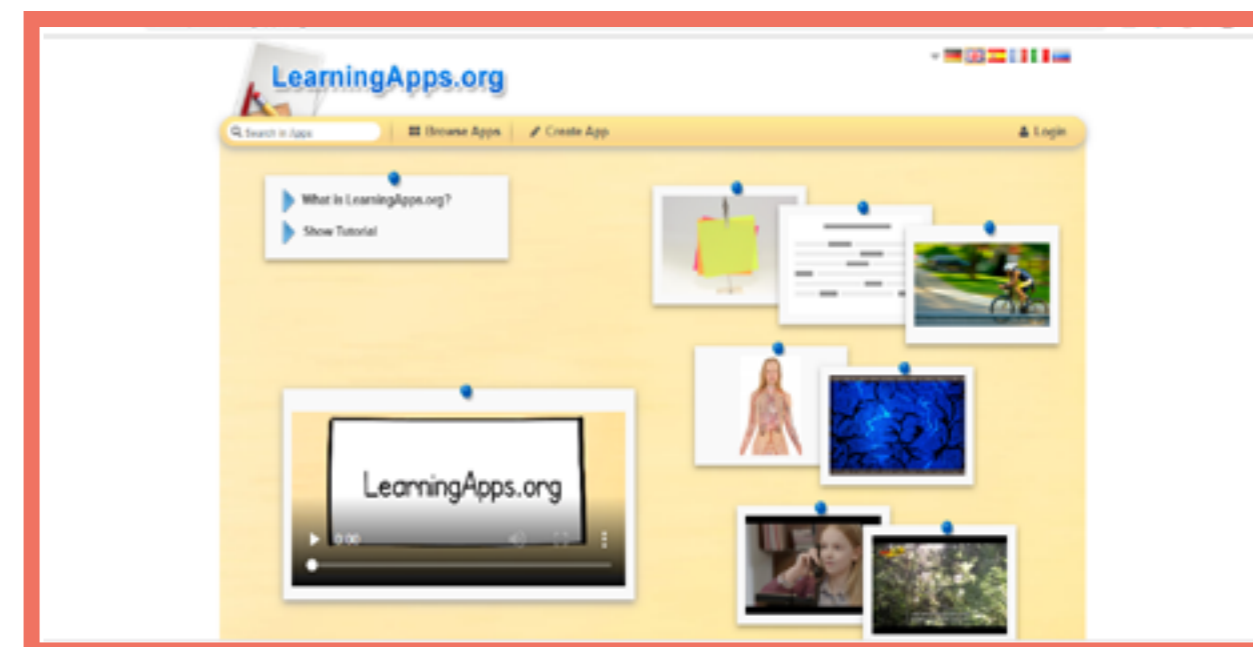 LearningApps.org
Search in Apps
Browse Apps
Create App
Login
What is LearningApps.org?
Show Tutorial
LearningApps.org
0:00